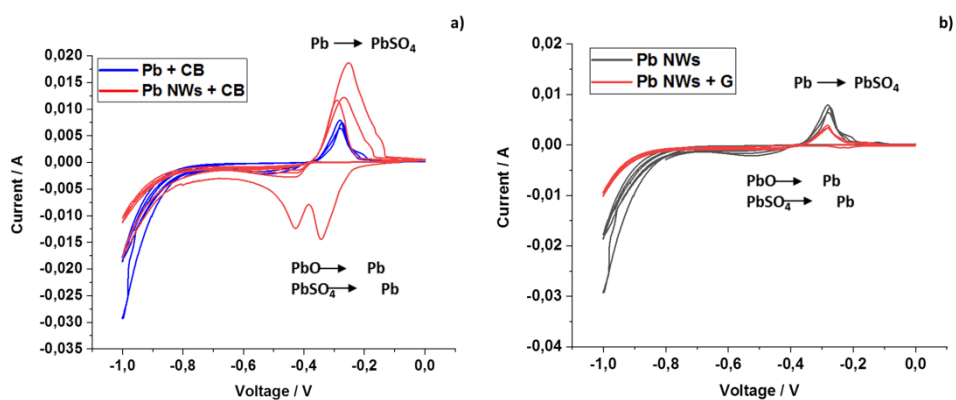 a)
Pb → PbSO₄
Pb + CB
Pb NWs + CB
0,020
0,015
0,010
0,005
0,000
-0,005
-0,010
-0,015
-0,020
-0,025
-0,030
-0,035
Current / A
PbO → Pb
PbSO₄ → Pb
-1,0 -0,8 -0,6 -0,4 -0,2 0,0
Voltage / V
b)
Pb NWs
Pb NWs + G
Pb → PbSO₄
0,02
0,01
0,00
-0,01
-0,02
-0,03
-0,04
Current / A
PbO → Pb
PbSO₄ → Pb
-1,0 -0,8 -0,6 -0,4 -0,2 0,0
Voltage / V